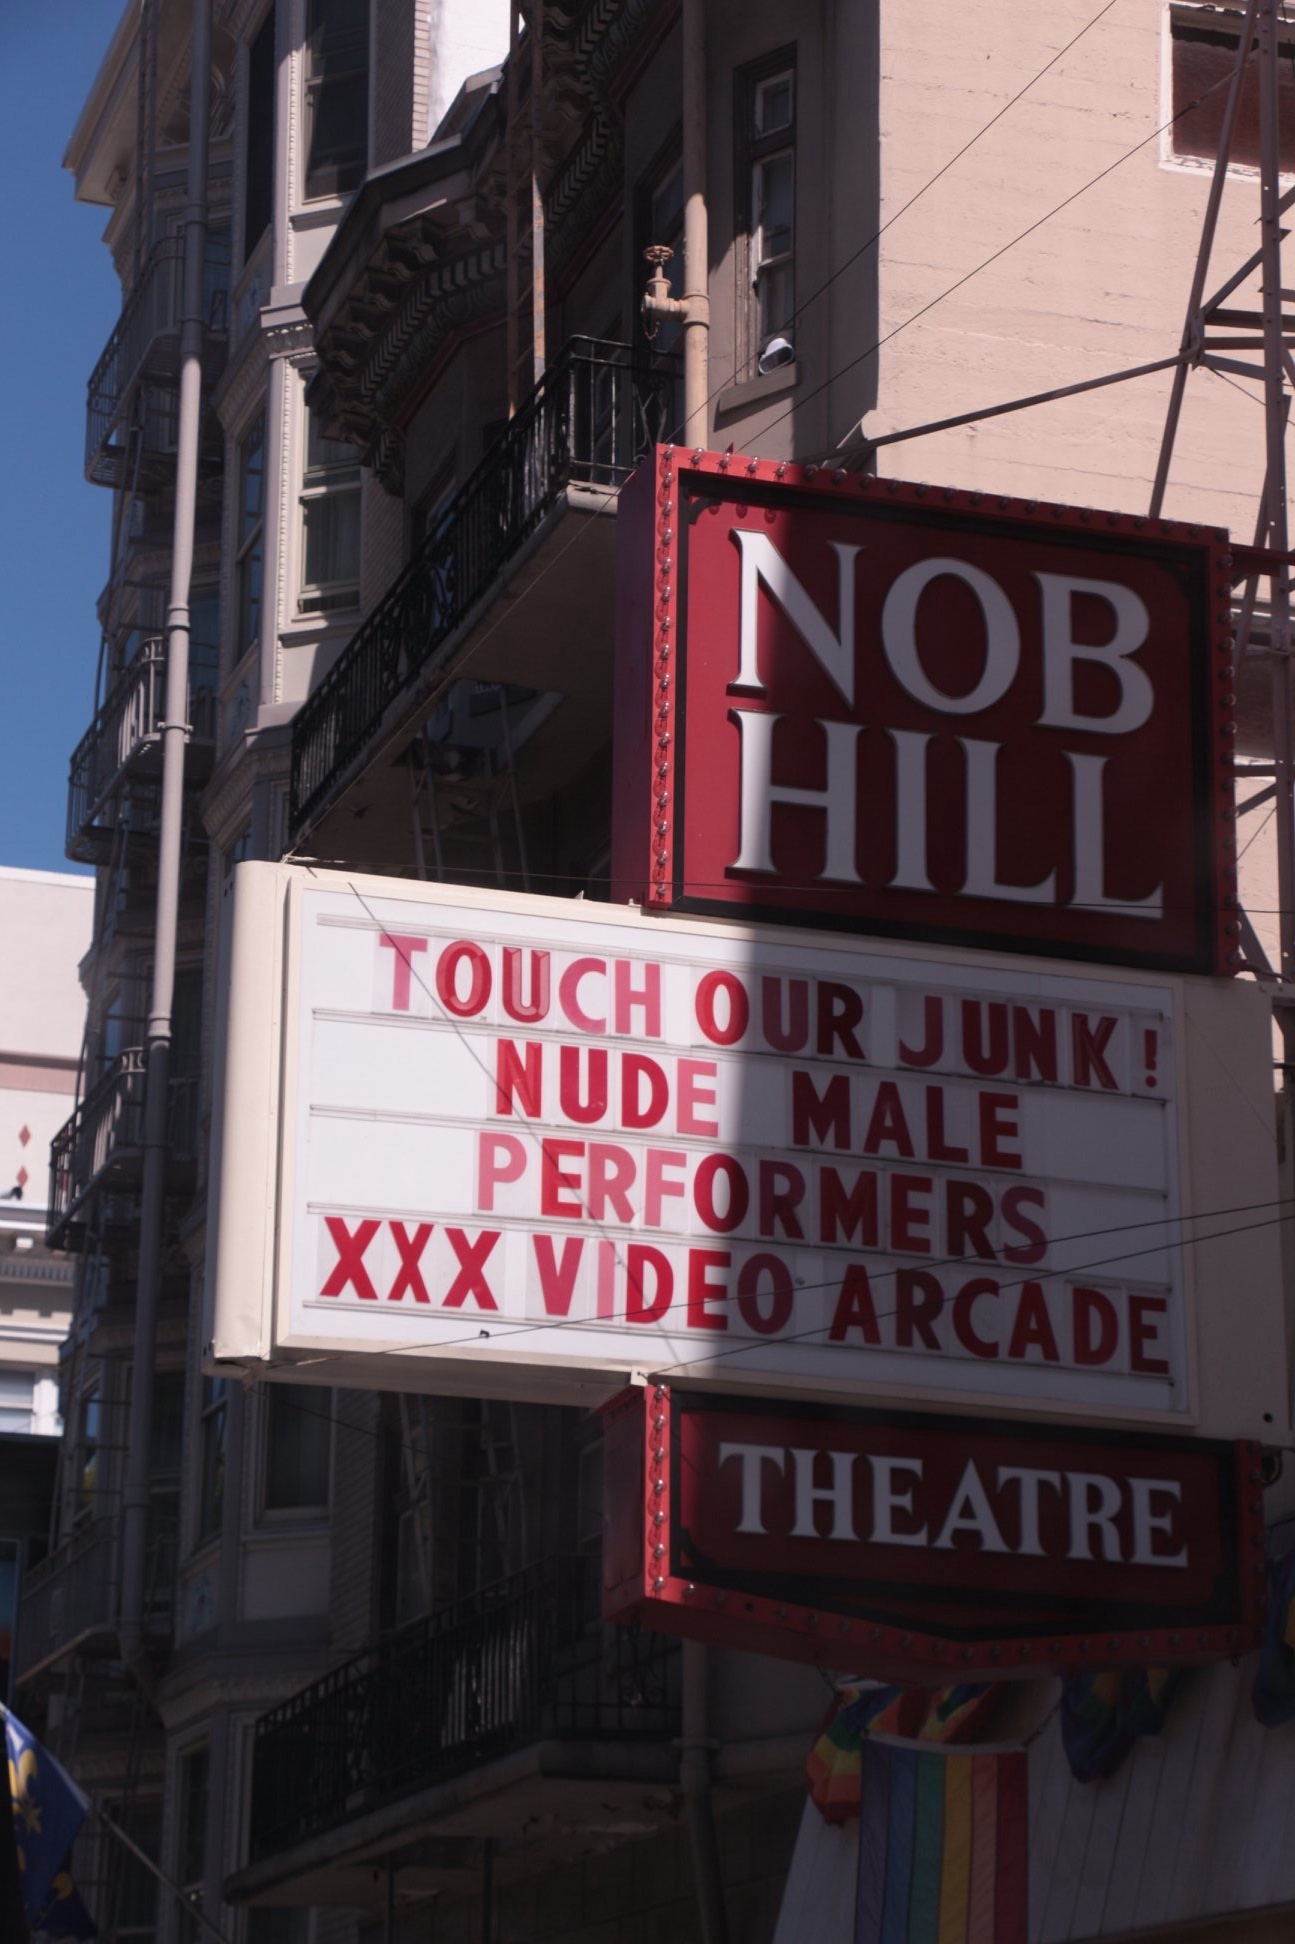 NOB
HILL
TOUCH OUR JUNK!
NUDE MALE
PERFORMERS
XXX VIDEO ARCADE
THEATRE